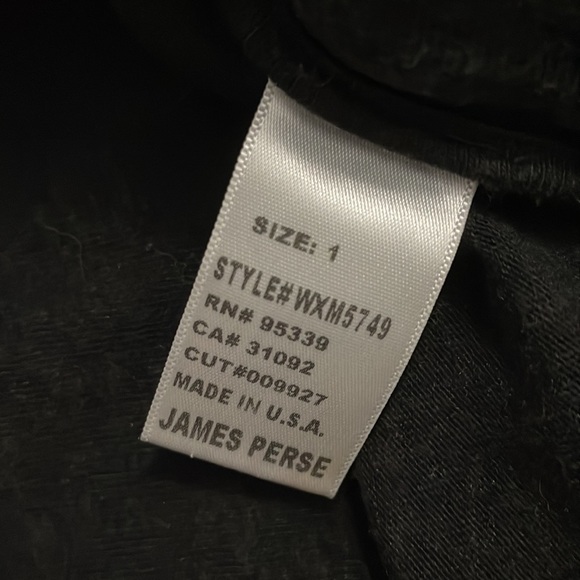 SIZE: 1
STYLE#WXM5749
RN# 95339
CA# 31092
CUT#009927
MADE IN U.S.A.
JAMES PERSE